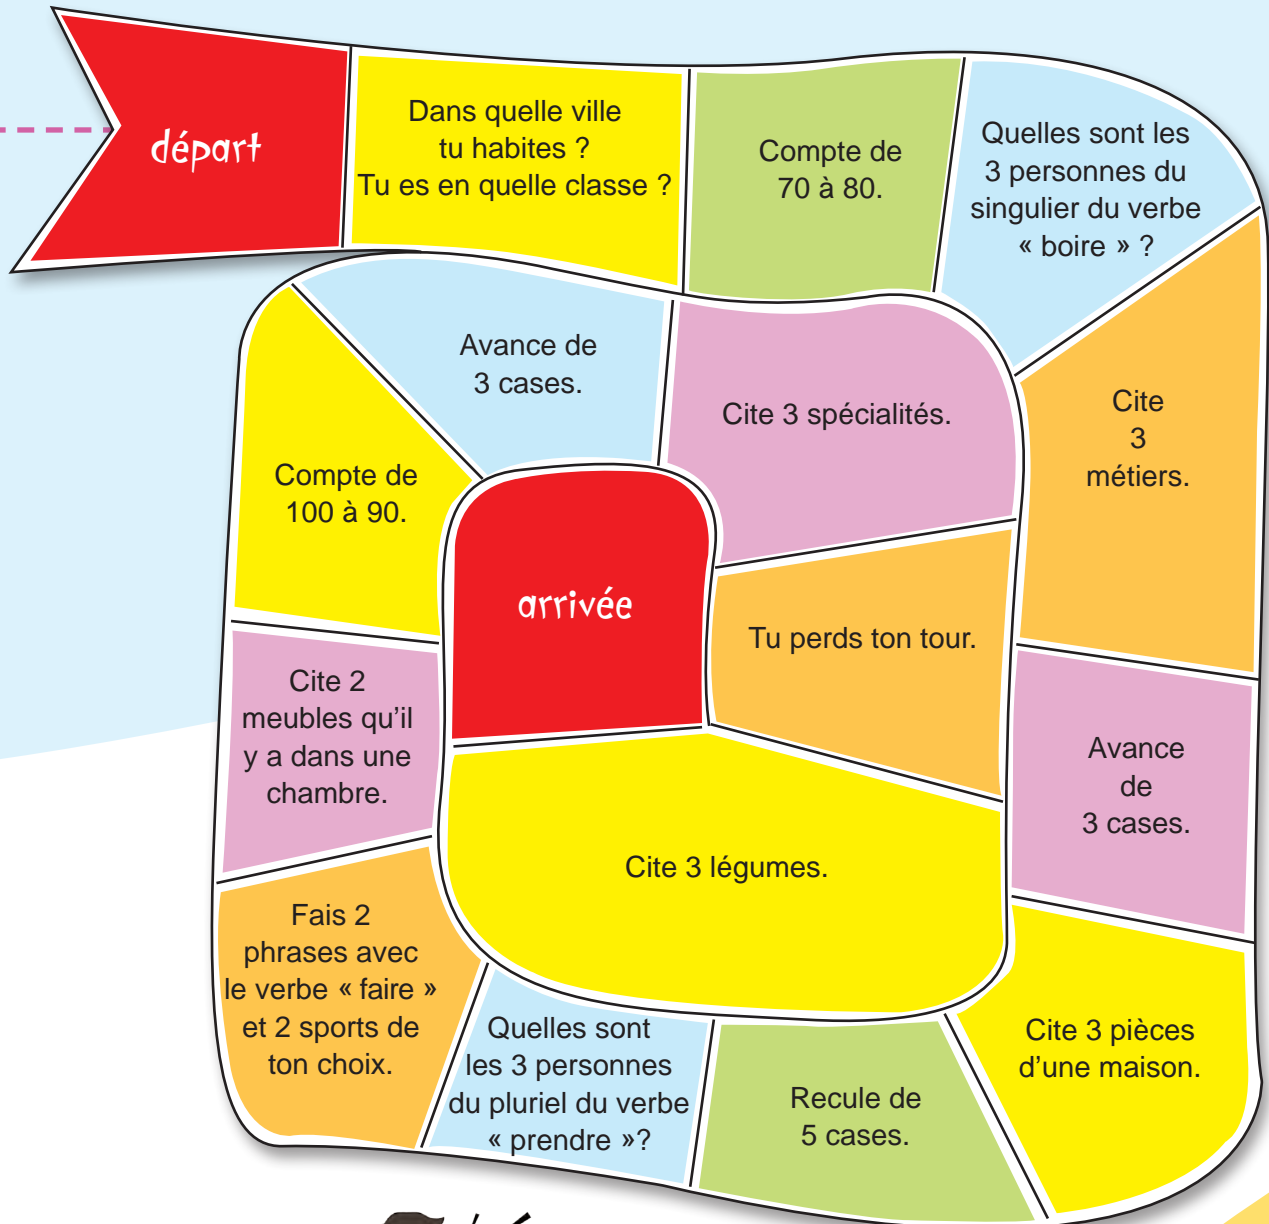 départ
Dans quelle ville
tu habites ?
Tu es en quelle classe ?
Compte de
70 à 80.
Quelles sont les
3 personnes du
singulier du verbe
« boire » ?
Cite
3
métiers.
Avance
de
3 cases.
Cite 3 pièces
d’une maison.
Recule de
5 cases.
Quelles sont
les 3 personnes
du pluriel du verbe
« prendre »?
Fais 2
phrases avec
le verbe « faire »
et 2 sports de
ton choix.
Cite 2
meubles qu’il
y a dans une
chambre.
Compte de
100 à 90.
Avance de
3 cases.
Cite 3 spécialités.
Tu perds ton tour.
Cite 3 légumes.
arrivée